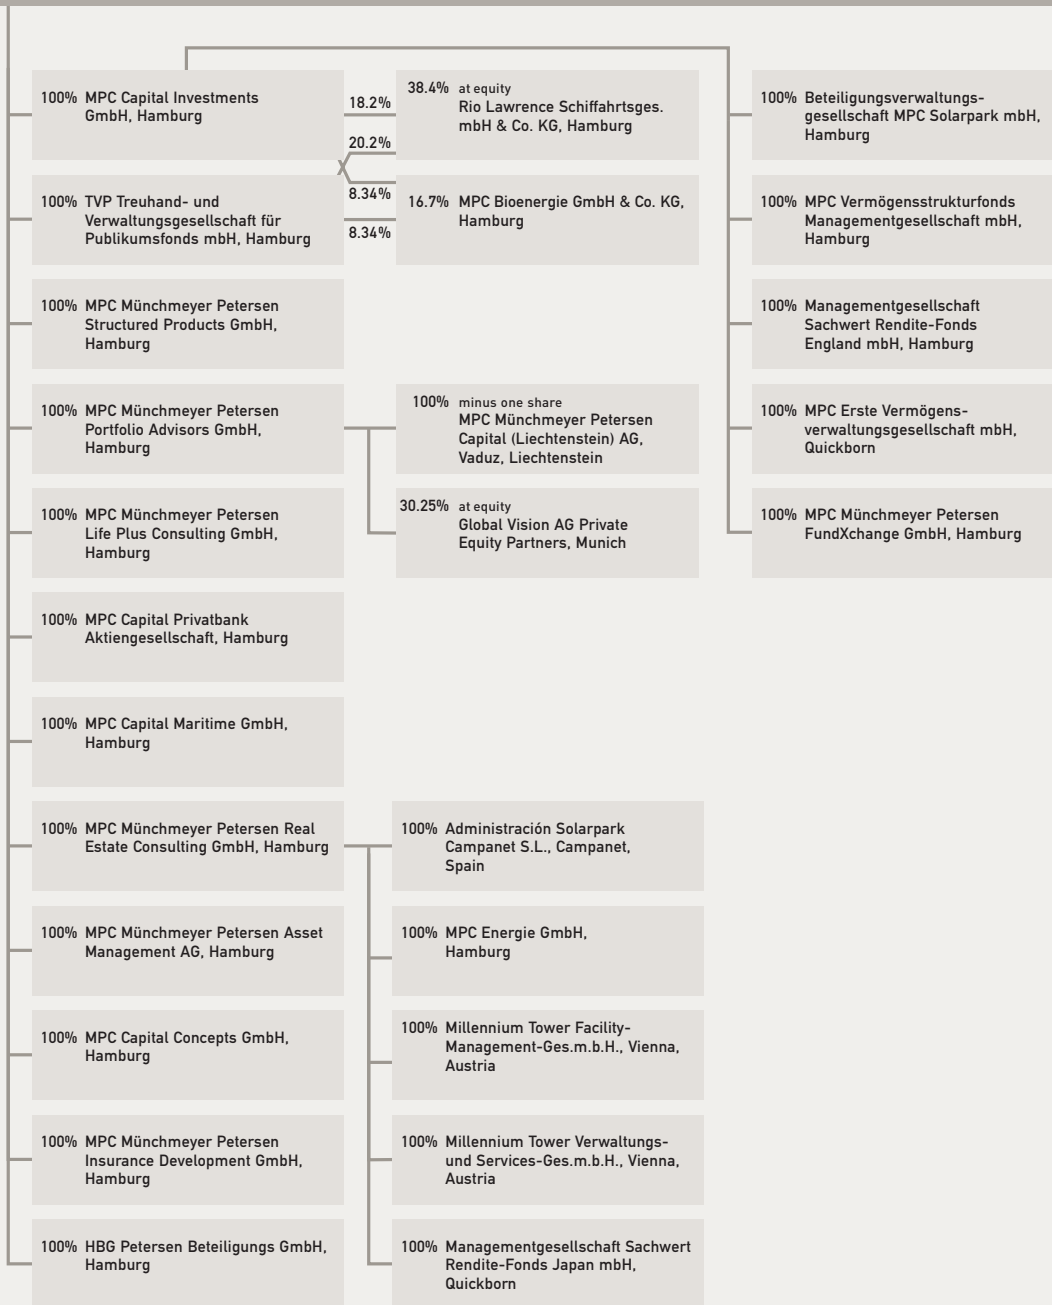 100% MPC Capital Investments
GmbH, Hamburg
18.2%
20.2%
8.34%
8.34%
38.4% at equity
Rio Lawrence Schiffahrtsges.
mbH & Co. KG, Hamburg
100% Beteiligungsverwaltungs-
gesellschaft MPC Solarpark mbH,
Hamburg
100% TVP Treuhand- und
Verwaltungsgesellschaft für
Publikumsfonds mbH, Hamburg
16.7% MPC Bioenergie GmbH & Co. KG,
Hamburg
100% MPC Vermögensstrukturfonds
Managementgesellschaft mbH,
Hamburg
100% MPC Münchmeyer Petersen
Structured Products GmbH,
Hamburg
100% Managementgesellschaft
Sachwert Rendite-Fonds
England mbH, Hamburg
100% MPC Münchmeyer Petersen
Portfolio Advisors GmbH,
Hamburg
100% minus one share
MPC Münchmeyer Petersen
Capital (Liechtenstein) AG,
Vaduz, Liechtenstein
100% MPC Erste Vermögens-
verwaltungsgesellschaft mbH,
Quickborn
100% MPC Münchmeyer Petersen
Life Plus Consulting GmbH,
Hamburg
30.25% at equity
Global Vision AG Private
Equity Partners, Munich
100% MPC Münchmeyer Petersen
FundXchange GmbH, Hamburg
100% MPC Capital Privatbank
Aktiengesellschaft, Hamburg
100% MPC Capital Maritime GmbH,
Hamburg
100% MPC Münchmeyer Petersen Real
Estate Consulting GmbH, Hamburg
100% Administración Solarpark
Campanet S.L., Campanet,
Spain
100% MPC Münchmeyer Petersen Asset
Management AG, Hamburg
100% MPC Energie GmbH,
Hamburg
100% MPC Capital Concepts GmbH,
Hamburg
100% Millennium Tower Facility-
Management-Ges.m.b.H., Vienna,
Austria
100% MPC Münchmeyer Petersen
Insurance Development GmbH,
Hamburg
100% Millennium Tower Verwaltungs-
und Services-Ges.m.b.H., Vienna,
Austria
100% HBG Petersen Beteiligungs GmbH,
Hamburg
100% Managementgesellschaft Sachwert
Rendite-Fonds Japan mbH,
Quickborn